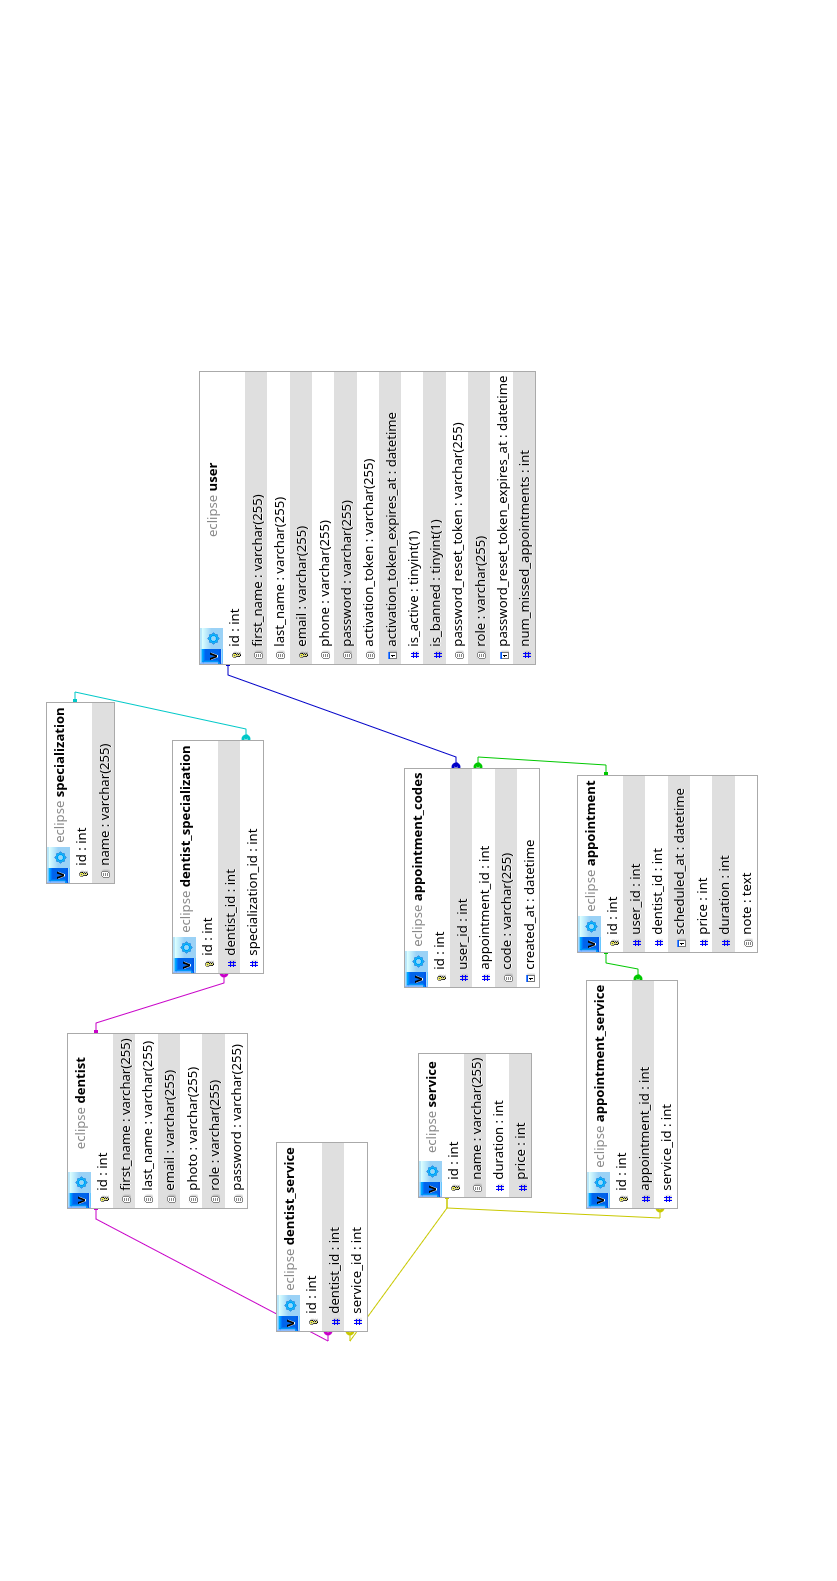 eclipse specialization
id : int
name : varchar(255)
eclipse dentist
id : int
first_name : varchar(255)
last_name : varchar(255)
email : varchar(255)
photo : varchar(255)
role : varchar(255)
password : varchar(255)
eclipse dentist_specialization
id : int
dentist_id : int
specialization_id : int
eclipse user
id : int
first_name : varchar(255)
last_name : varchar(255)
email : varchar(255)
phone : varchar(255)
password : varchar(255)
activation_token : varchar(255)
activation_token_expires_at : datetime
is_active : tinyint(1)
is_banned : tinyint(1)
password_reset_token : varchar(255)
role : varchar(255)
password_reset_token_expires_at : datetime
num_missed_appointments : int
eclipse dentist_service
id : int
dentist_id : int
service_id : int
eclipse appointment_codes
id : int
user_id : int
appointment_id : int
code : varchar(255)
created_at : datetime
eclipse service
id : int
name : varchar(255)
duration : int
price : int
eclipse appointment
id : int
user_id : int
dentist_id : int
scheduled_at : datetime
price : int
duration : int
note : text
eclipse appointment_service
id : int
appointment_id : int
service_id : int